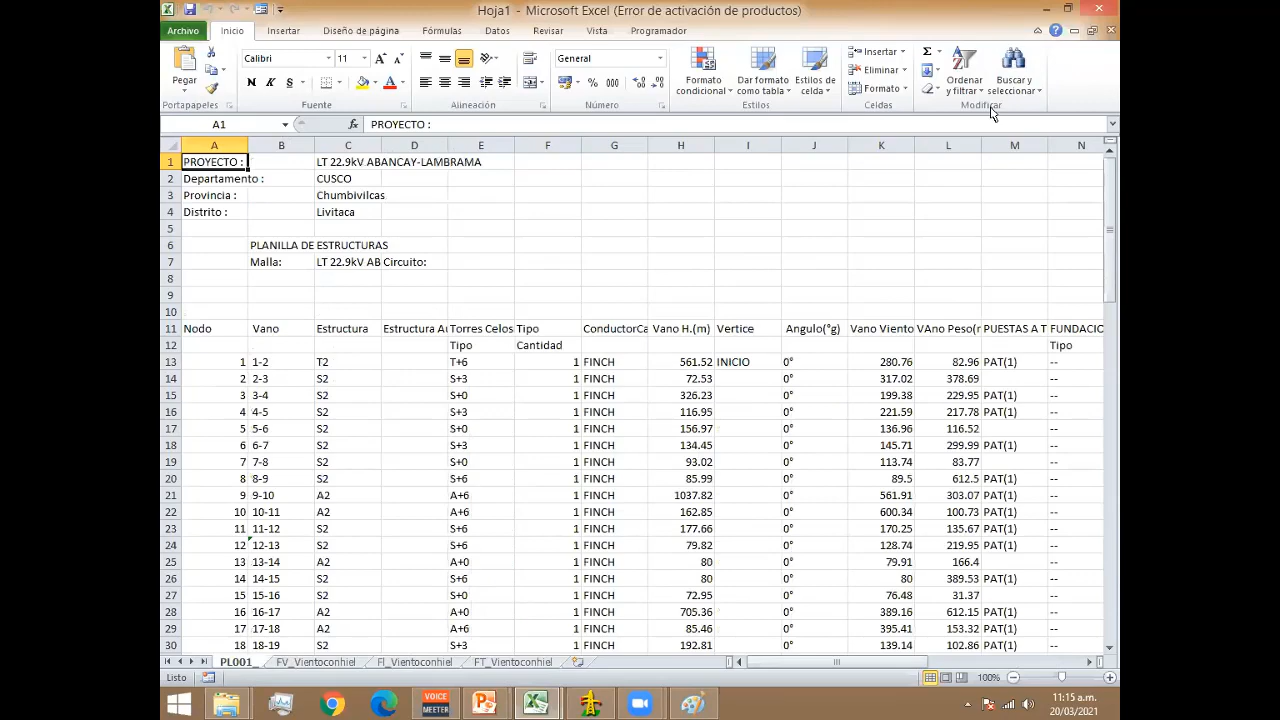 Hoja1 - Microsoft Excel (Error de activación de productos)
Archivo Inicio Insertar Diseño de página Fórmulas Datos Revisar Vista Programador
Pegar Calibri 11 General Formato condicional Dar formato como tabla Estilos de celda Insertar Eliminar Formato Ordenar y filtrar Buscar y seleccionar
N K S
Portapapeles Fuente Alineación Número Estilos Celdas Modificar
A1 fx PROYECTO :
A B C D E F G H I J K L M N
1 PROYECTO : LT 22.9kV ABANCAY-LAMBRAMA
2 Departamento : CUSCO
3 Provincia : Chumbivilcas
4 Distrito : Livitaca
5
6 PLANILLA DE ESTRUCTURAS
7 Malla: LT 22.9kV AB Circuito:
8
9
10
11 Nodo Vano Estructura Estructura Au Torres Celos Tipo ConductorCa Vano H.(m) Vertice Angulo(°g) Vano Viento VAno Peso(r PUESTAS A T FUNDACIO
12 Tipo Cantidad Tipo
13 1 1-2 T2 T+6 1 FINCH 561.52 INICIO 0° 280.76 82.96 PAT(1) --
14 2 2-3 S2 S+3 1 FINCH 72.53 0° 317.02 378.69 --
15 3 3-4 S2 S+0 1 FINCH 326.23 0° 199.38 229.95 PAT(1) --
16 4 4-5 S2 S+3 1 FINCH 116.95 0° 221.59 217.78 PAT(1) --
17 5 5-6 S2 S+0 1 FINCH 156.97 0° 136.96 116.52 --
18 6 6-7 S2 S+3 1 FINCH 134.45 0° 145.71 299.99 PAT(1) --
19 7 7-8 S2 S+0 1 FINCH 93.02 0° 113.74 83.77 --
20 8 8-9 S2 S+0 1 FINCH 85.99 0° 89.5 612.5 PAT(1) --
21 9 9-10 A2 A+6 1 FINCH 1037.82 0° 561.91 303.07 PAT(1) --
22 10 10-11 A2 A+6 1 FINCH 162.85 0° 600.34 100.73 PAT(1) --
23 11 11-12 S2 S+6 1 FINCH 177.66 0° 170.25 135.67 PAT(1) --
24 12 12-13 S2 S+6 1 FINCH 79.82 0° 128.74 219.95 PAT(1) --
25 13 13-14 A2 A+0 1 FINCH 80 0° 79.91 166.4 --
26 14 14-15 S2 S+6 1 FINCH 80 0° 80 389.53 PAT(1) --
27 15 15-16 S2 S+0 1 FINCH 72.95 0° 76.48 31.37 --
28 16 16-17 A2 A+0 1 FINCH 705.36 0° 389.16 612.15 PAT(1) --
29 17 17-18 A2 A+6 1 FINCH 85.46 0° 395.41 153.32 PAT(1) --
30 18 18-19 S2 S+3 1 FINCH 192.81 0° 139.14 102.86 PAT(1) --
PL001_ FV_Vientoconhiel FI_Vientoconhiel FT_Vientoconhiel
Listo 100%
VOICE MEETER
11:15 a.m.
20/03/2021